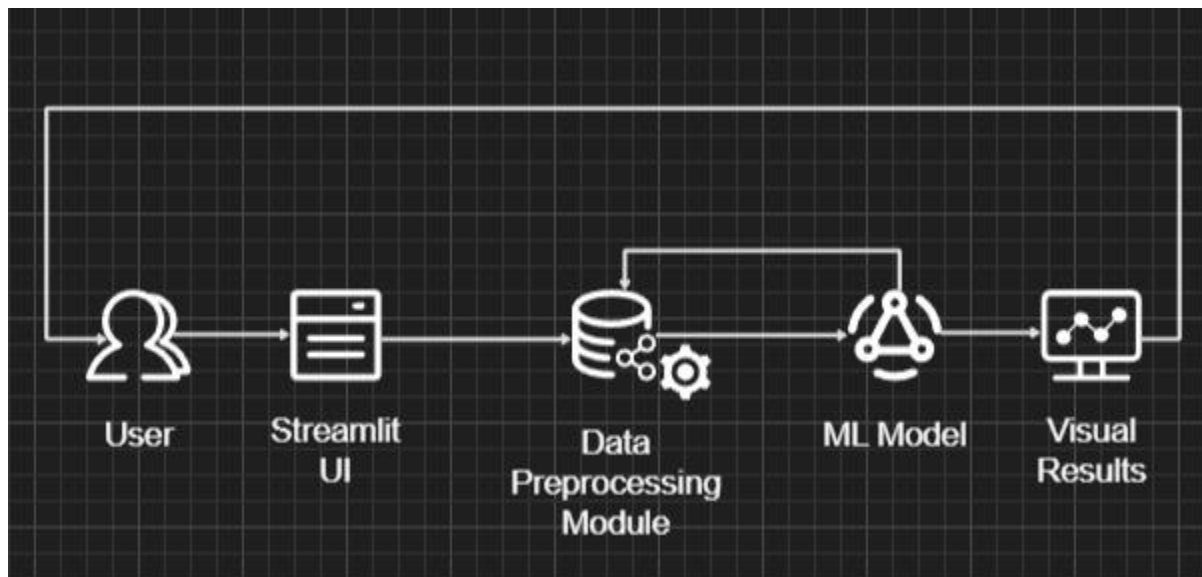 User
Streamlit
UI
Data
Preprocessing
Module
ML Model
Visual
Results